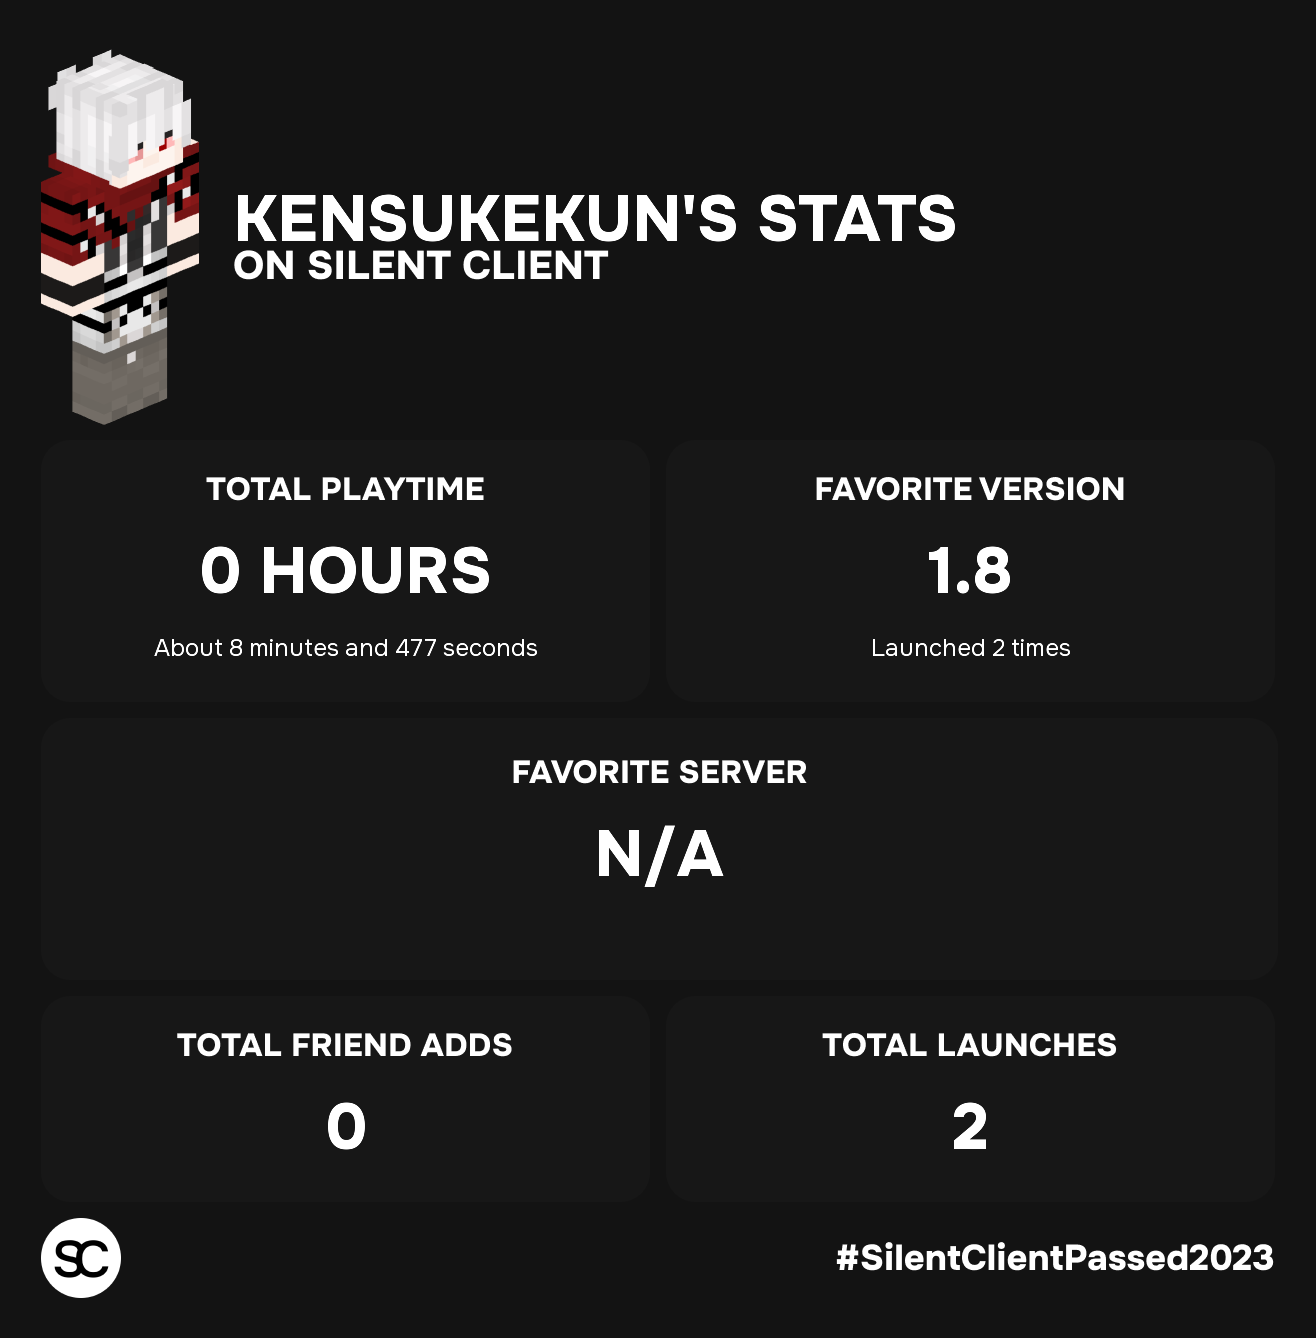 KENSUKEKUN'S STATS
ON SILENT CLIENT
TOTAL PLAYTIME
0 HOURS
About 8 minutes and 477 seconds
FAVORITE VERSION
1.8
Launched 2 times
FAVORITE SERVER
N/A
TOTAL FRIEND ADDS
0
TOTAL LAUNCHES
2
SC
#SilentClientPassed2023